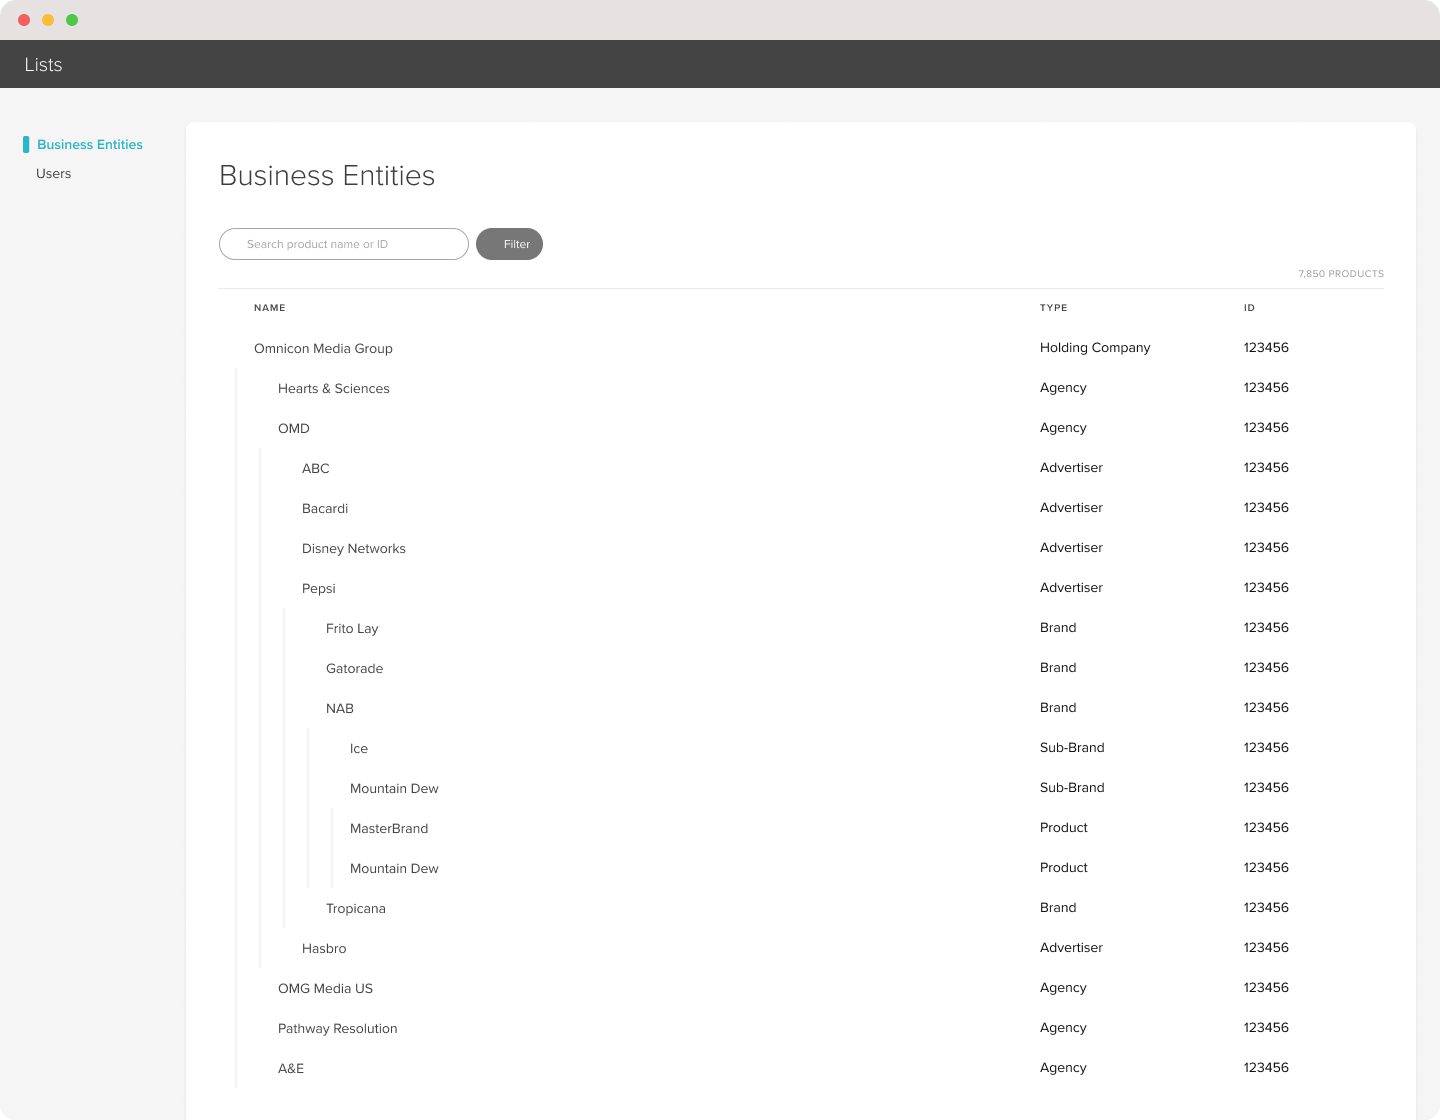 Lists
Business Entities
Users
Business Entities
Search product name or ID
Filter
7,850 PRODUCTS
NAME TYPE ID
Omnicon Media Group Holding Company 123456
Hearts & Sciences Agency 123456
OMD Agency 123456
ABC Advertiser 123456
Bacardi Advertiser 123456
Disney Networks Advertiser 123456
Pepsi Advertiser 123456
Frito Lay Brand 123456
Gatorade Brand 123456
NAB Brand 123456
Ice Sub-Brand 123456
Mountain Dew Sub-Brand 123456
MasterBrand Product 123456
Mountain Dew Product 123456
Tropicana Brand 123456
Hasbro Advertiser 123456
OMG Media US Agency 123456
Pathway Resolution Agency 123456
A&E Agency 123456